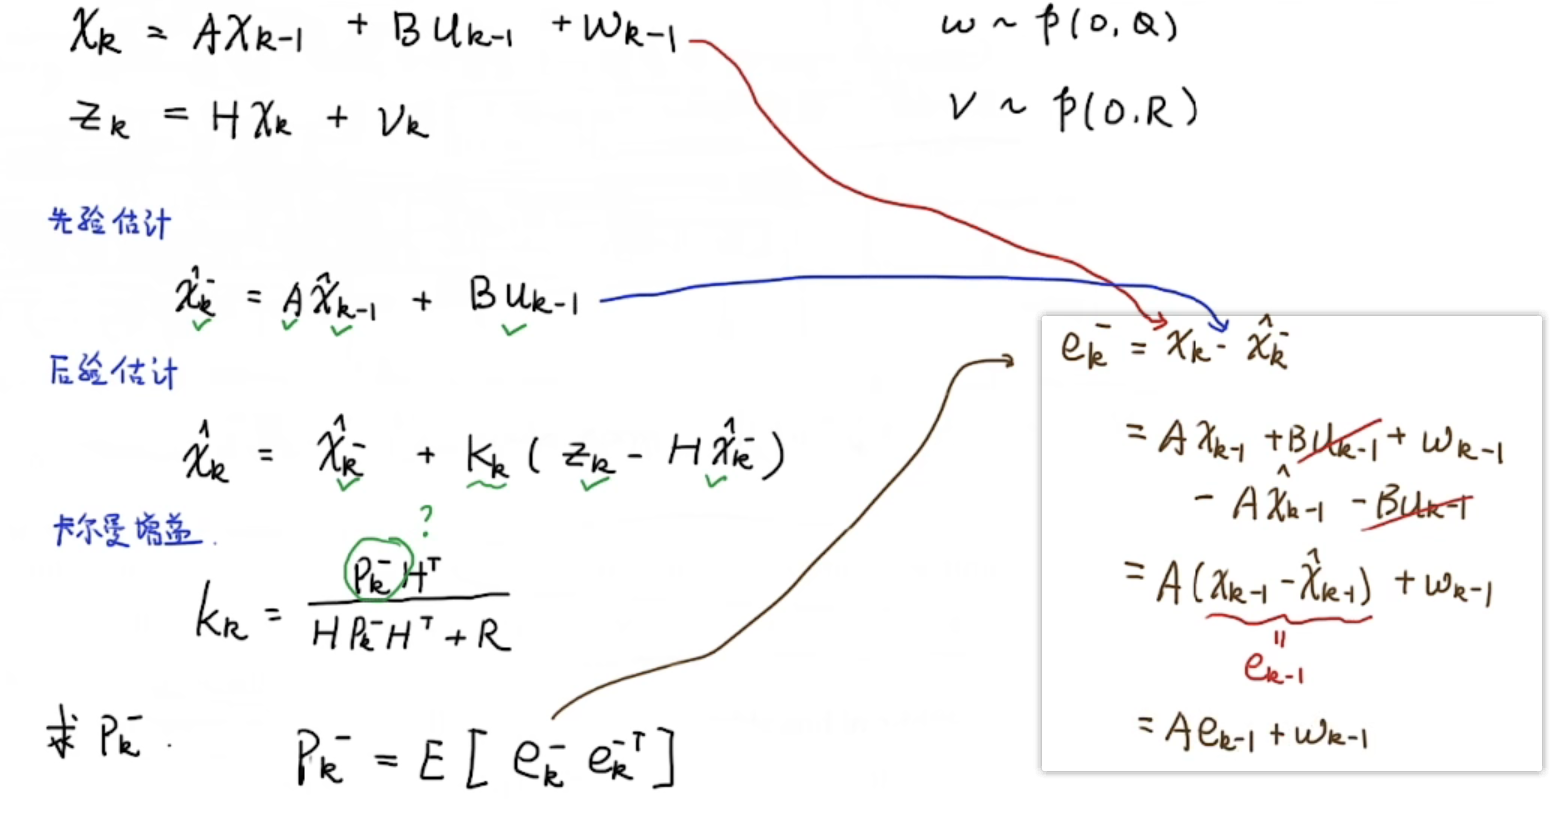 x_k = A x_{k-1} + B u_{k-1} + w_{k-1}
w ~ p(0, Q)
z_k = H x_k + v_k
v ~ p(0.R)
先验估计
x̂_k^- = A x̂_{k-1} + B u_{k-1}
后验估计
x̂_k = x̂_k^- + K_k ( z_k - H x̂_k^- )
卡尔曼增益.
?
K_k = P_k^- H^T / (H P_k^- H^T + R)
求 P_k^- .
P_k^- = E [ e_k^- e_k^{-T} ]
e_k^- = x_k - x̂_k^-
= A x_{k-1} + B u_{k-1} + w_{k-1}
- A x̂_{k-1} - B u_{k-1}
= A ( x_{k-1} - x̂_{k-1} ) + w_{k-1}
=
e_{k-1}
= A e_{k-1} + w_{k-1}